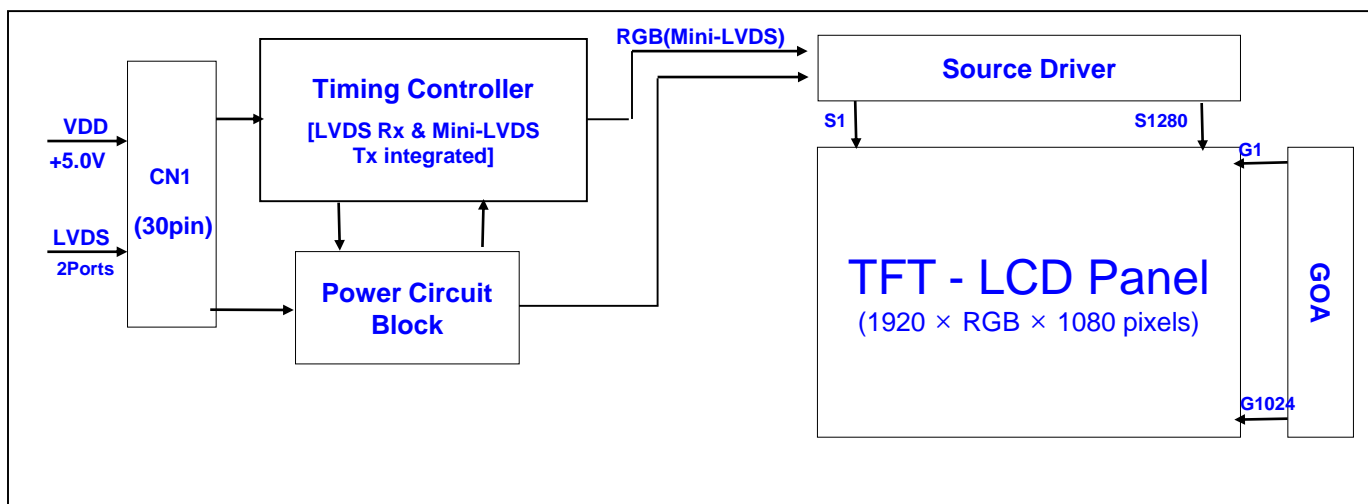 VDD
+5.0V
LVDS
2Ports
CN1
(30pin)
Timing Controller
[LVDS Rx & Mini-LVDS
Tx integrated]
Power Circuit
Block
RGB(Mini-LVDS)
Source Driver
S1
S1280
G1
TFT - LCD Panel
(1920 × RGB × 1080 pixels)
G1024
GOA